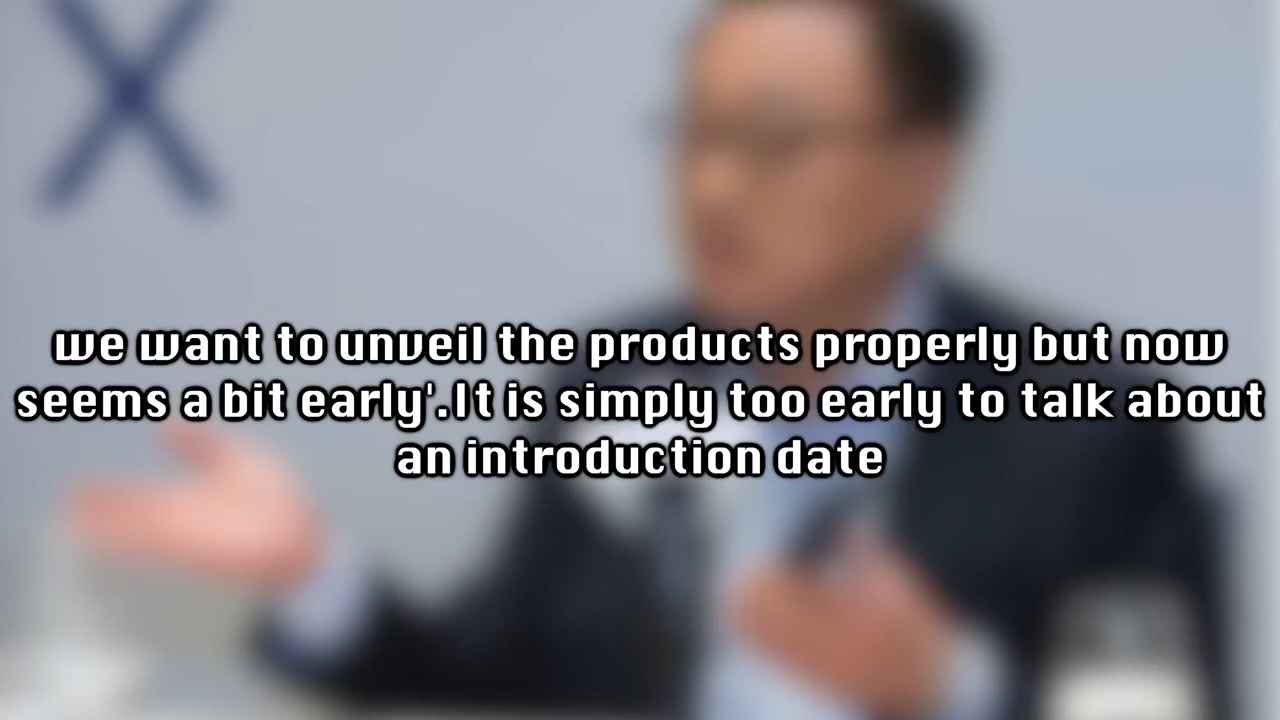 we want to unveil the products properly but now
seems a bit early'.It is simply too early to talk about
an introduction date